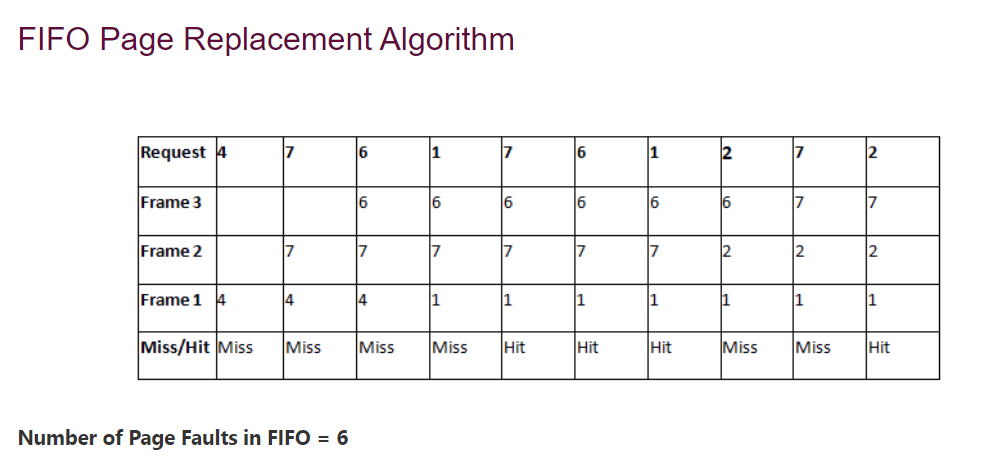 FIFO Page Replacement Algorithm
Request 4 7 6 1 7 6 1 2 7 2
Frame 3 6 6 6 6 6 6 7 7
Frame 2 7 7 7 7 7 7 2 2 2
Frame 1 4 4 4 1 1 1 1 1 1 1
Miss/Hit Miss Miss Miss Miss Hit Hit Hit Miss Miss Hit
Number of Page Faults in FIFO = 6